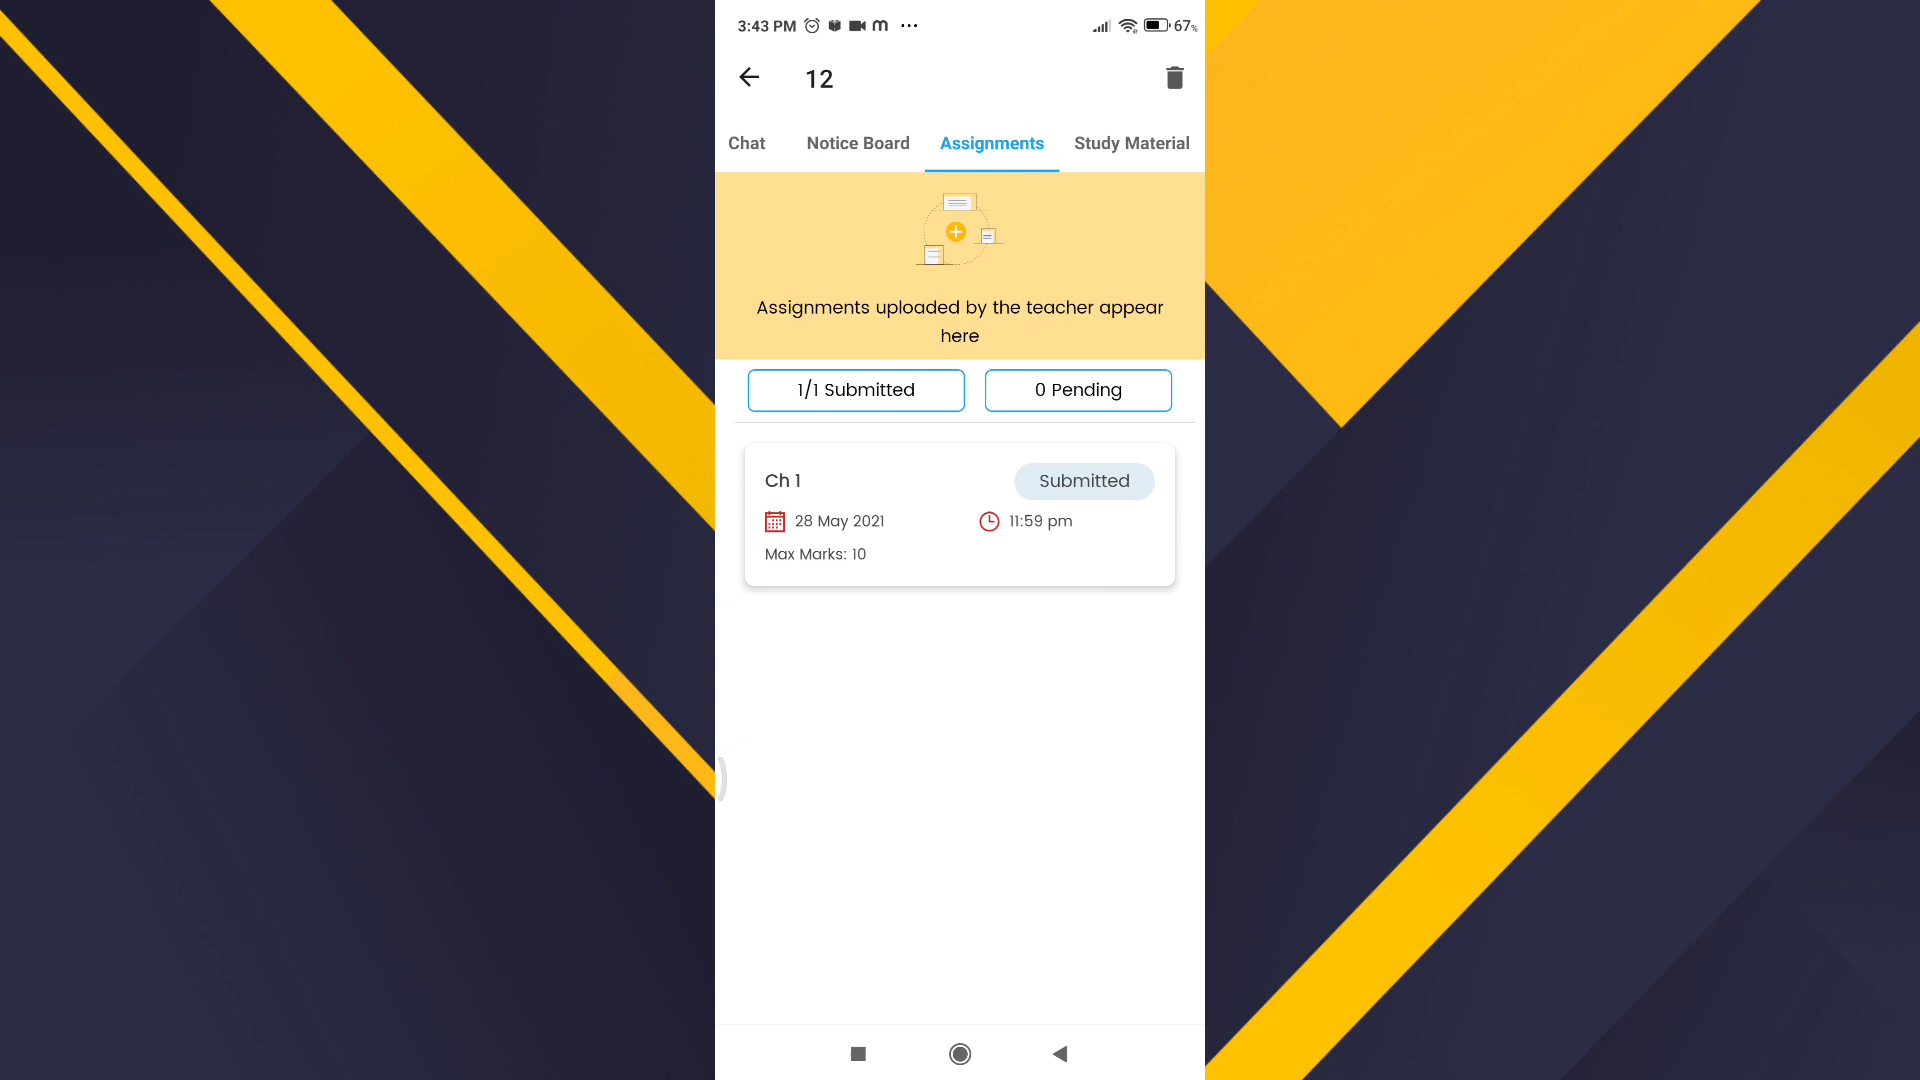 3:43 PM m ... 67%
12
Chat Notice Board Assignments Study Material
Assignments uploaded by the teacher appear
here
1/1 Submitted 0 Pending
Ch 1 Submitted
28 May 2021 11:59 pm
Max Marks: 10